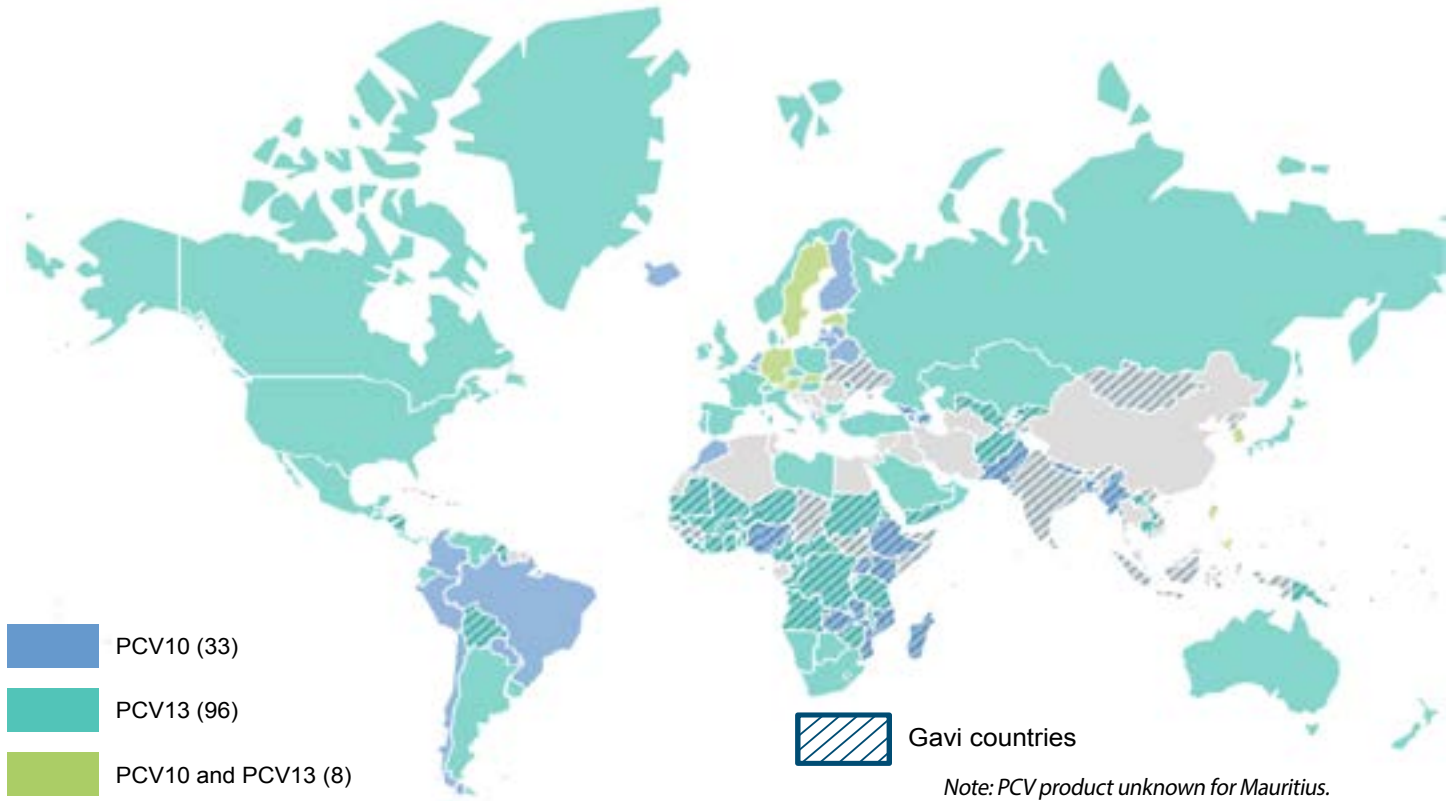 PCV10 (33)
PCV13 (96)
PCV10 and PCV13 (8)
Gavi countries
Note: PCV product unknown for Mauritius.